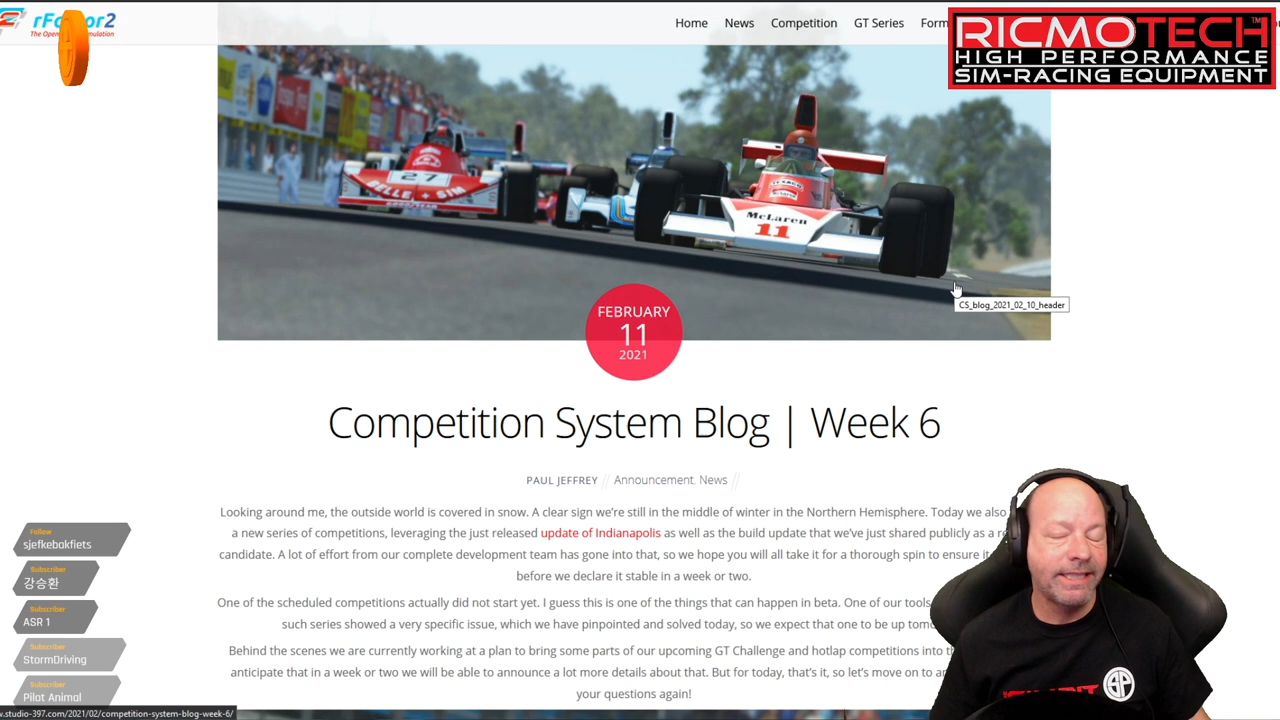 rFactor2
Home News Competition GT Series Form
RICMOTECH™
HIGH PERFORMANCE
SIM-RACING EQUIPMENT
27
BELLE + SIM
GOODYEAR
TEXACO
McLaren
11
CS_blog_2021_02_10_header
FEBRUARY
11
2021
Competition System Blog | Week 6
PAUL JEFFREY // Announcement, News //
Looking around me, the outside world is covered in snow. A clear sign we're still in the middle of winter in the Northern Hemisphere. Today we also
a new series of competitions, leveraging the just released update of Indianapolis as well as the build update that we've just shared publicly as a re
candidate. A lot of effort from our complete development team has gone into that, so we hope you will all take it for a thorough spin to ensure it
before we declare it stable in a week or two.
One of the scheduled competitions actually did not start yet. I guess this is one of the things that can happen in beta. One of our tools
such series showed a very specific issue, which we have pinpointed and solved today, so we expect that one to be up tomo
Behind the scenes we are currently working at a plan to bring some parts of our upcoming GT Challenge and hotlap competitions into th
anticipate that in a week or two we will be able to announce a lot more details about that. But for today, that's it, so let's move on to an
your questions again!
Follow
sjefkebakfiets
Subscriber
강승환
Subscriber
ASR 1
Subscriber
StormDriving
Subscriber
Pilot Animal
w.studio-397.com/2021/02/competition-system-blog-week-6/